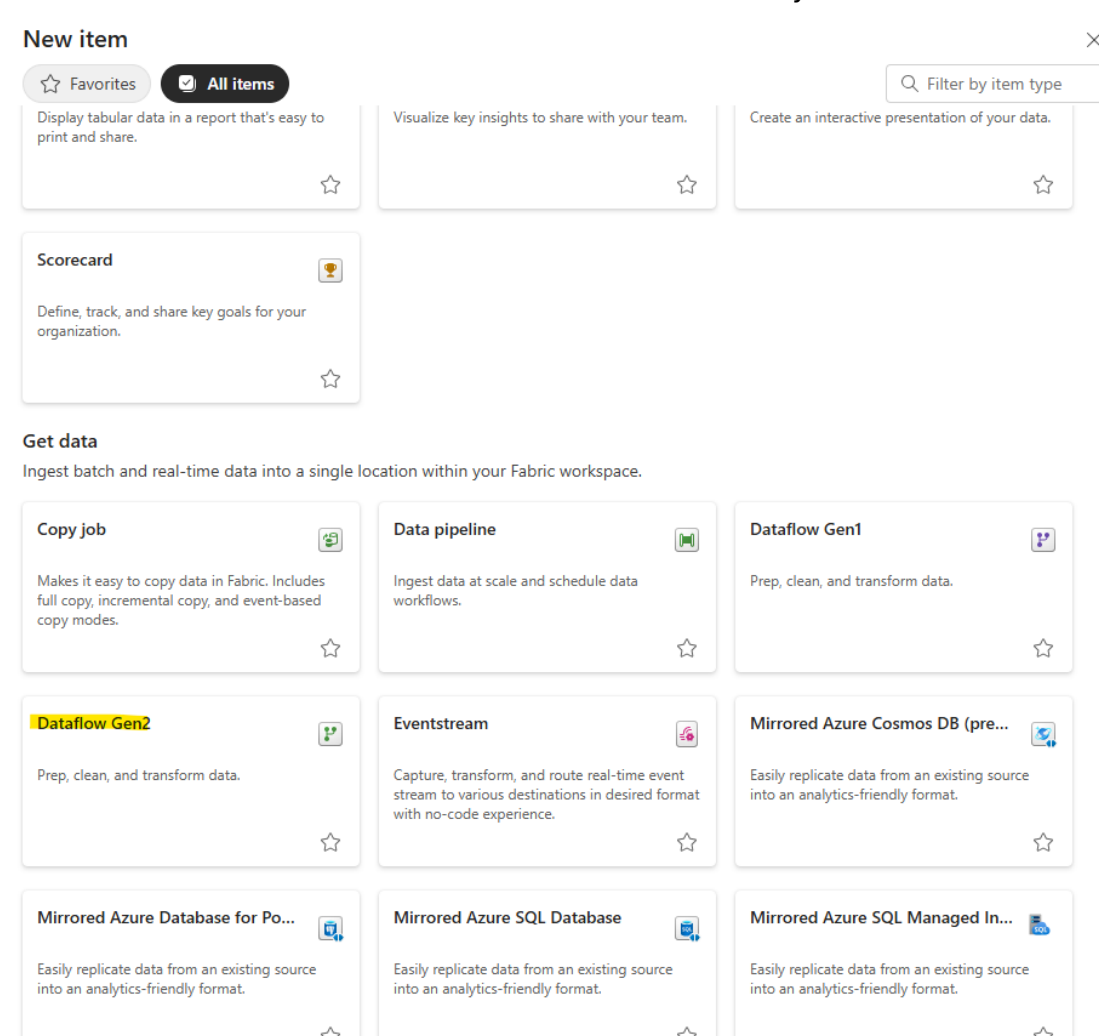 New item
Favorites
All items
Filter by item type
Display tabular data in a report that's easy to
print and share.
Visualize key insights to share with your team.
Create an interactive presentation of your data.
Scorecard
Define, track, and share key goals for your
organization.
Get data
Ingest batch and real-time data into a single location within your Fabric workspace.
Copy job
Makes it easy to copy data in Fabric. Includes
full copy, incremental copy, and event-based
copy modes.
Data pipeline
Ingest data at scale and schedule data
workflows.
Dataflow Gen1
Prep, clean, and transform data.
Dataflow Gen2
Prep, clean, and transform data.
Eventstream
Capture, transform, and route real-time event
stream to various destinations in desired format
with no-code experience.
Mirrored Azure Cosmos DB (pre...
Easily replicate data from an existing source
into an analytics-friendly format.
Mirrored Azure Database for Po...
Easily replicate data from an existing source
into an analytics-friendly format.
Mirrored Azure SQL Database
SQL
Easily replicate data from an existing source
into an analytics-friendly format.
Mirrored Azure SQL Managed In...
SQL
Easily replicate data from an existing source
into an analytics-friendly format.